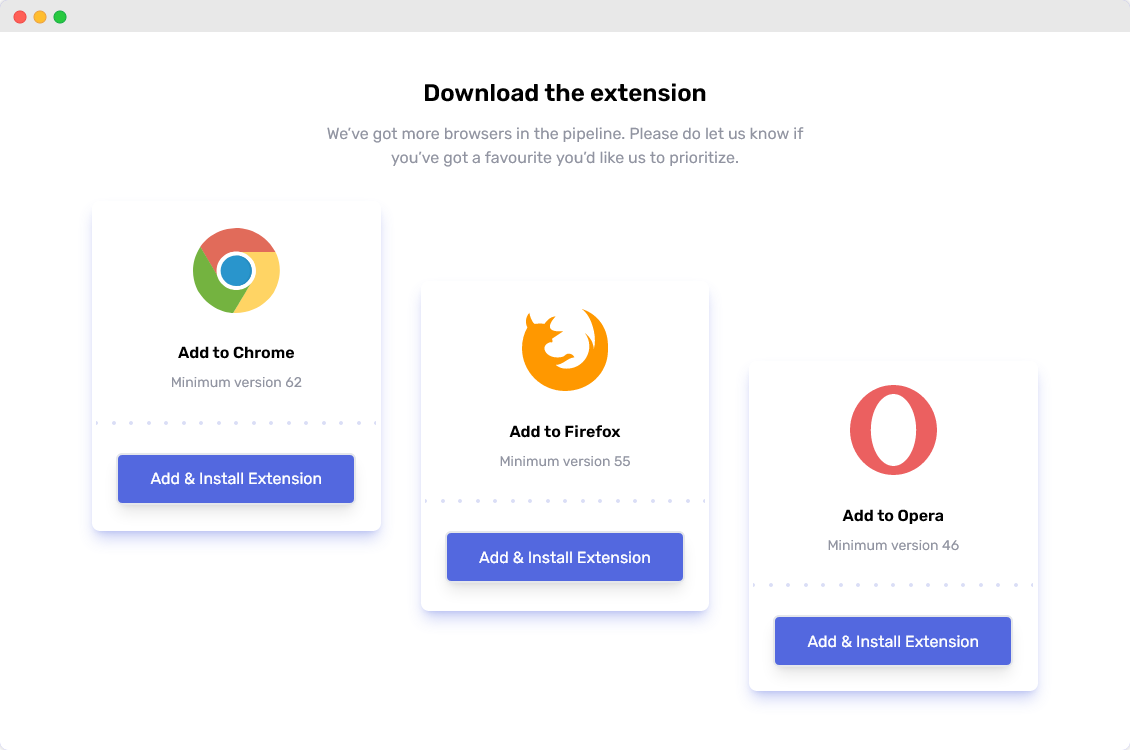 Download the extension
We’ve got more browsers in the pipeline. Please do let us know if
you’ve got a favourite you’d like us to prioritize.
Add to Chrome
Minimum version 62
Add & Install Extension
Add to Firefox
Minimum version 55
Add & Install Extension
Add to Opera
Minimum version 46
Add & Install Extension